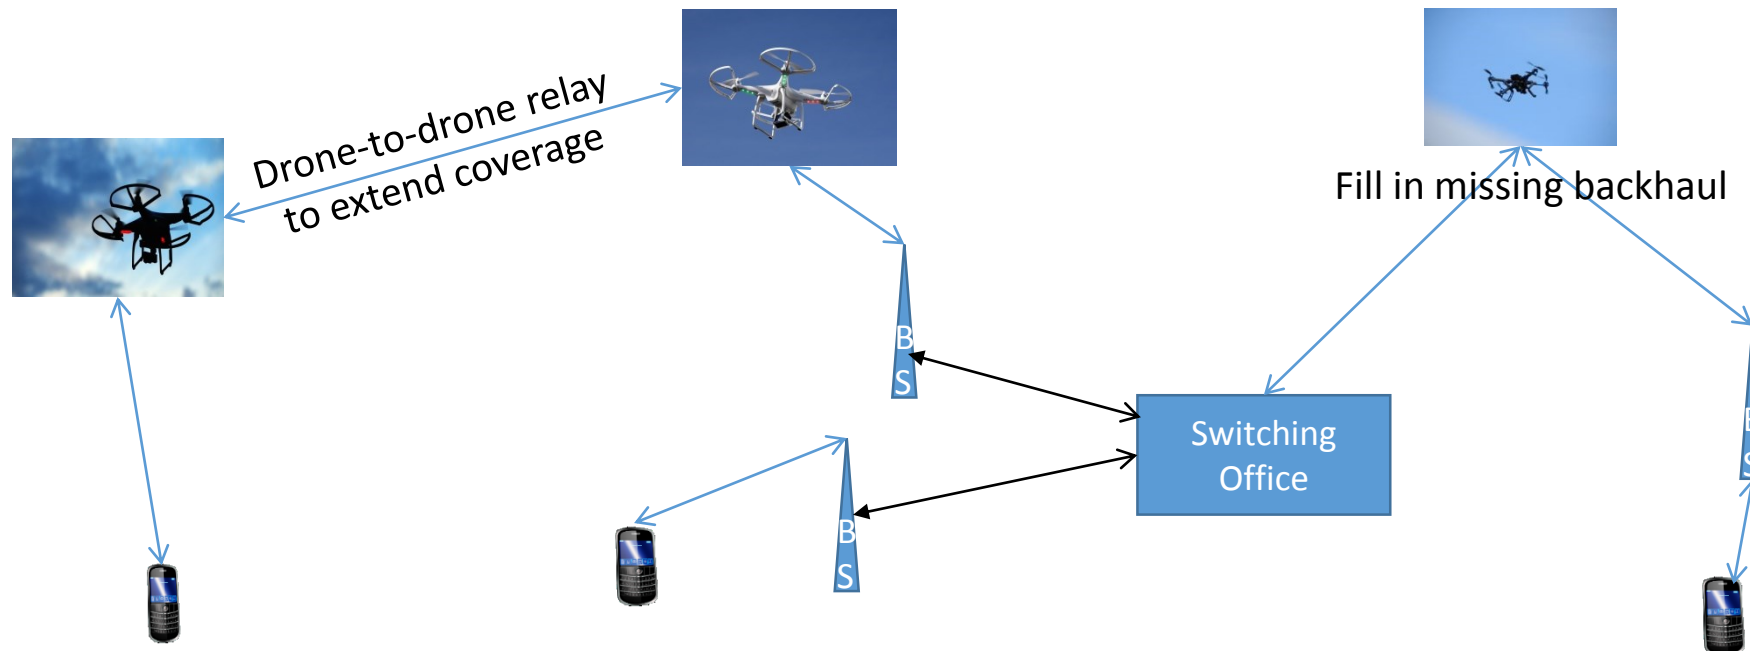 Drone-to-drone relay
to extend coverage
Fill in missing backhaul
B
S
Switching
Office
B
S